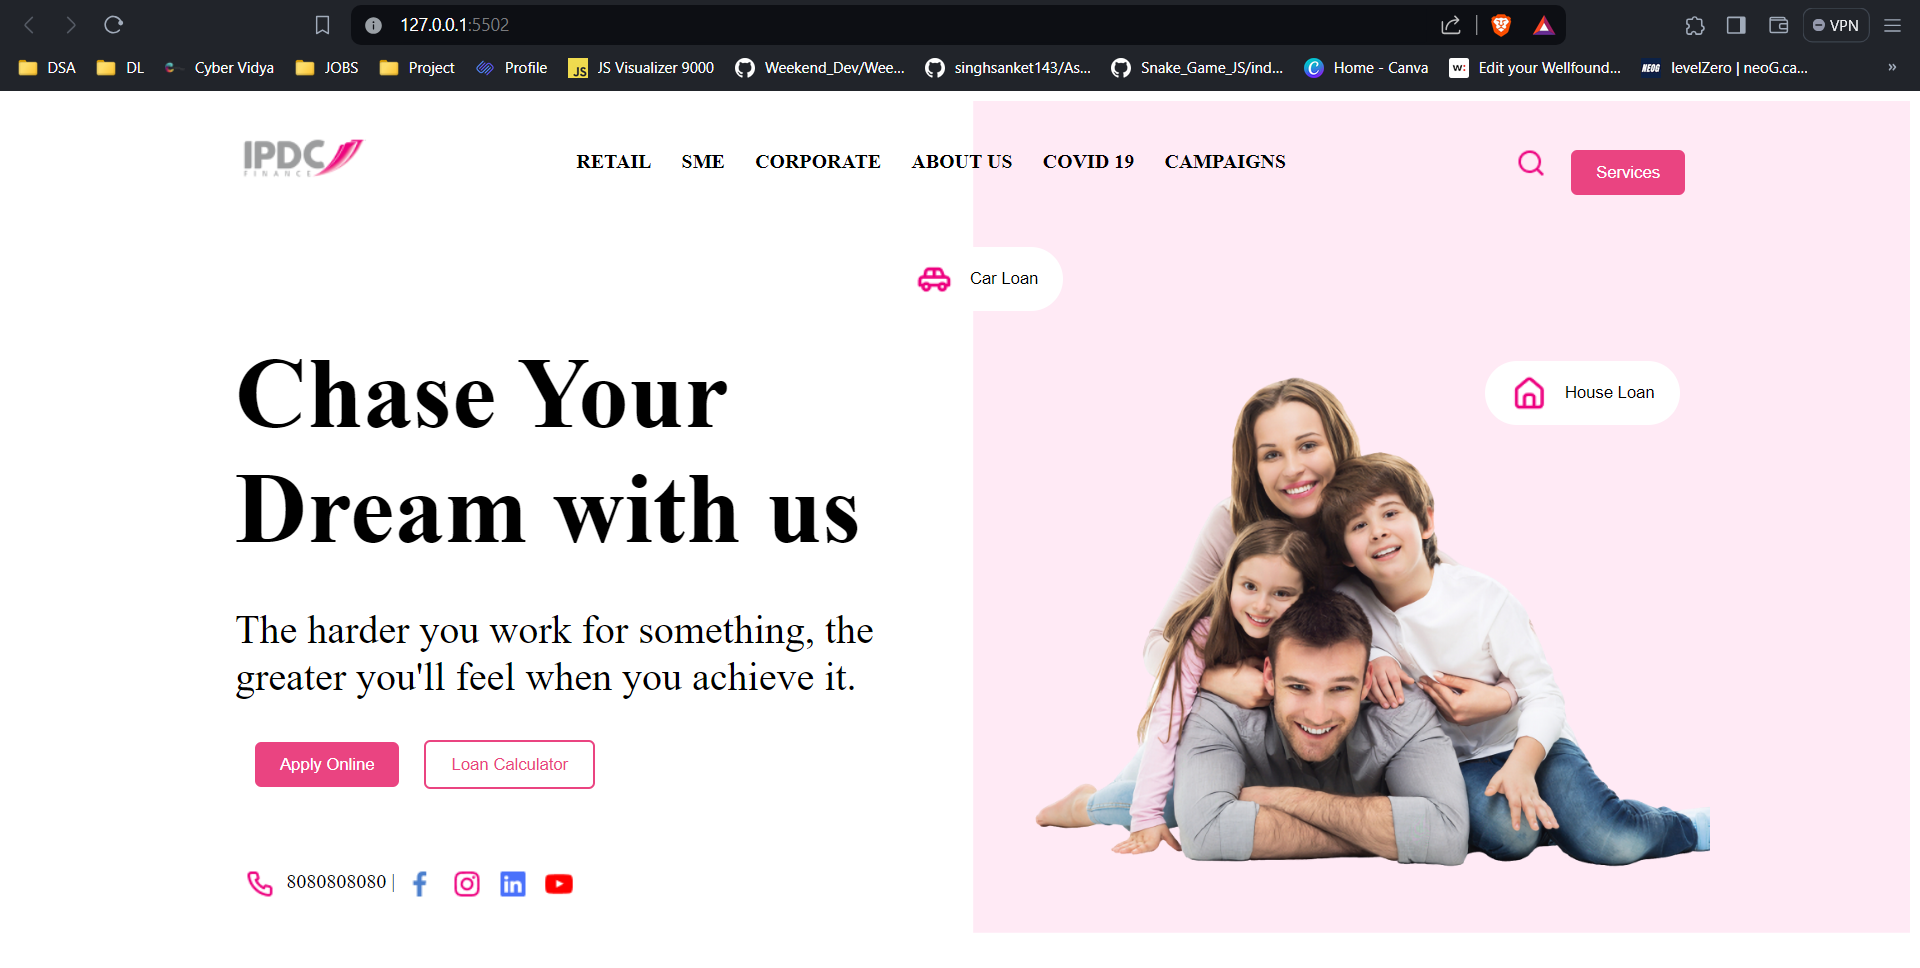 127.0.0.1:5502
VPN
DSA DL Cyber Vidya JOBS Project Profile JS Visualizer 9000 Weekend_Dev/Wee... singhsanket143/As... Snake_Game_JS/ind... Home - Canva Edit your Wellfound... levelZero | neoG.ca... »
IPDC
FINANCE
RETAIL SME CORPORATE ABOUT US COVID 19 CAMPAIGNS
Services
Car Loan
House Loan
Chase Your
Dream with us
The harder you work for something, the
greater you'll feel when you achieve it.
Apply Online Loan Calculator
8080808080 |